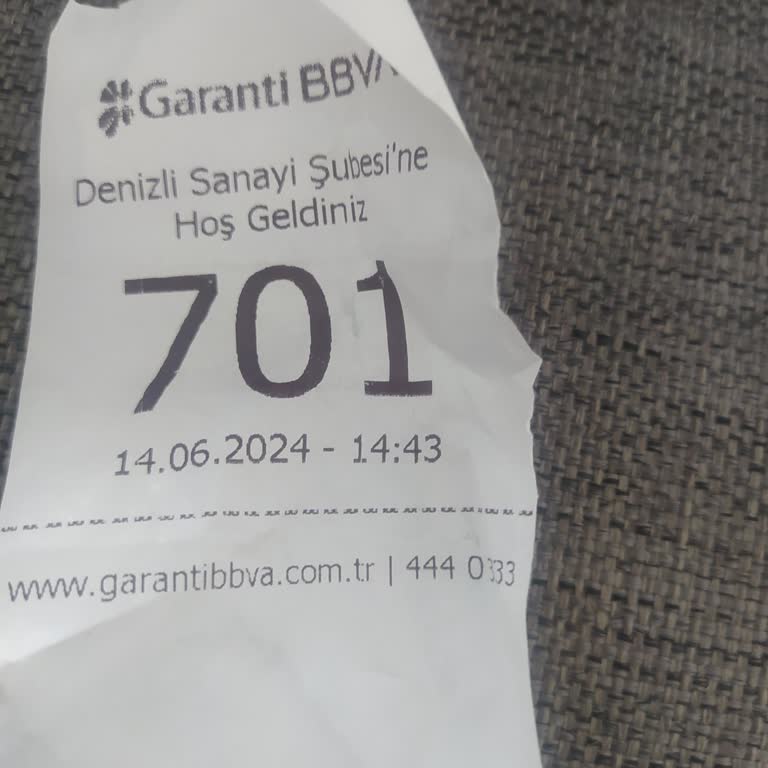 Garanti BBVA
Denizli Sanayi Şubesi'ne
Hoş Geldiniz
701
14.06.2024 - 14:43
www.garantibbva.com.tr | 444 0333